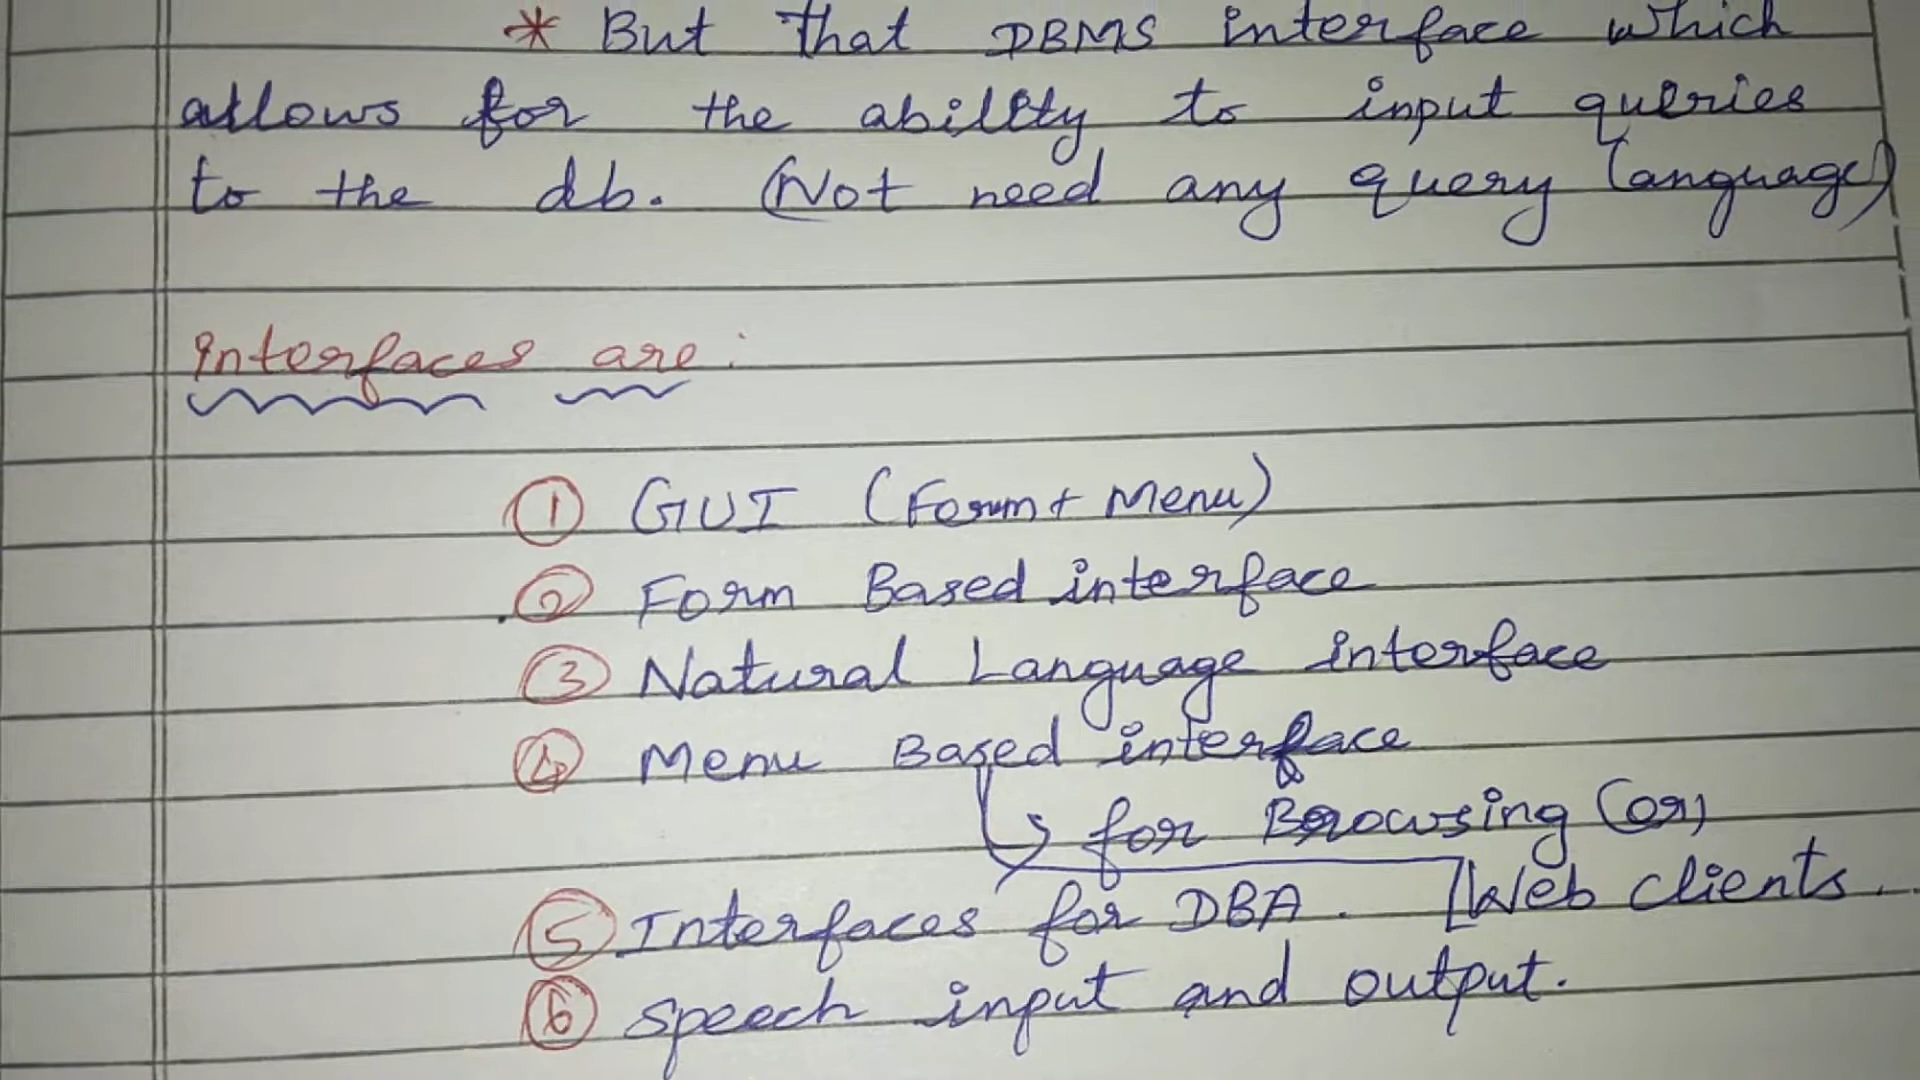 * But that DBMS interface which
allows for the ability to input queries
to the db. (Not need any query language)
interfaces are:
① GUI (Form + Menu)
② Form Based interface
③ Natural Language interface
④ Menu Based interface
↳ for Browsing (or)
⑤ Interfaces for DBA. [Web clients.
⑥ speech input and output.